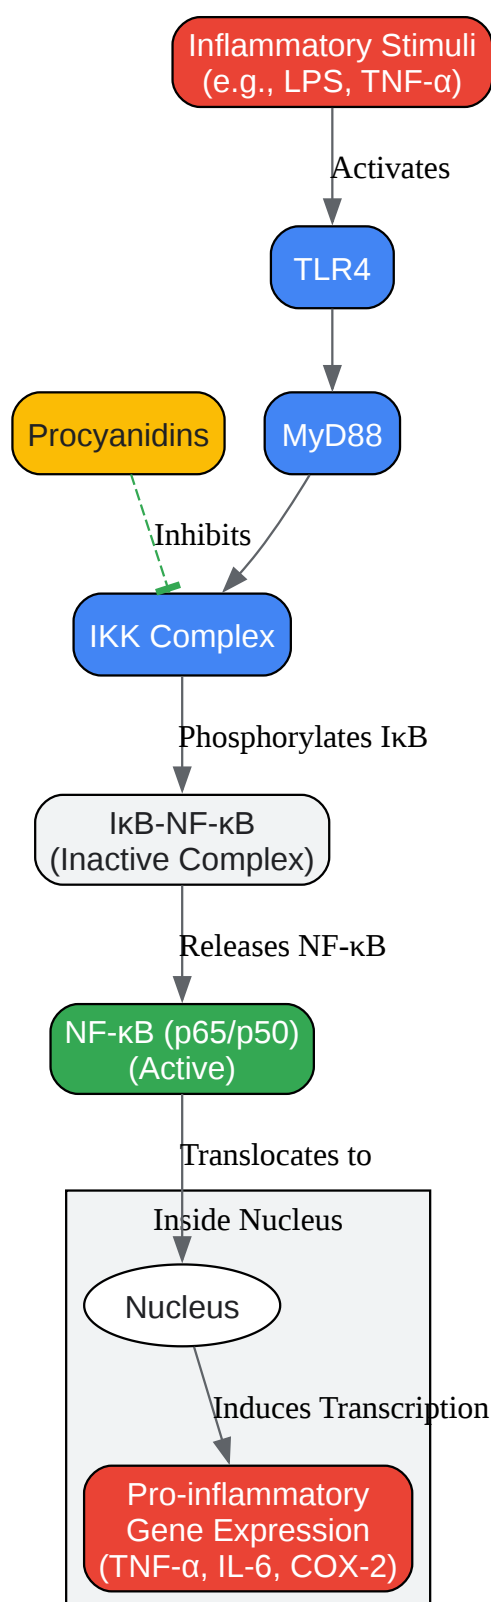 Inflammatory Stimuli
(e.g., LPS, TNF-α)
Activates
TLR4
Procyanidins
MyD88
Inhibits
IKK Complex
Phosphorylates IκB
IκB-NF-κB
(Inactive Complex)
Releases NF-κB
NF-κB (p65/p50)
(Active)
Translocates to
Inside Nucleus
Nucleus
Induces Transcription
Pro-inflammatory
Gene Expression
(TNF-α, IL-6, COX-2)